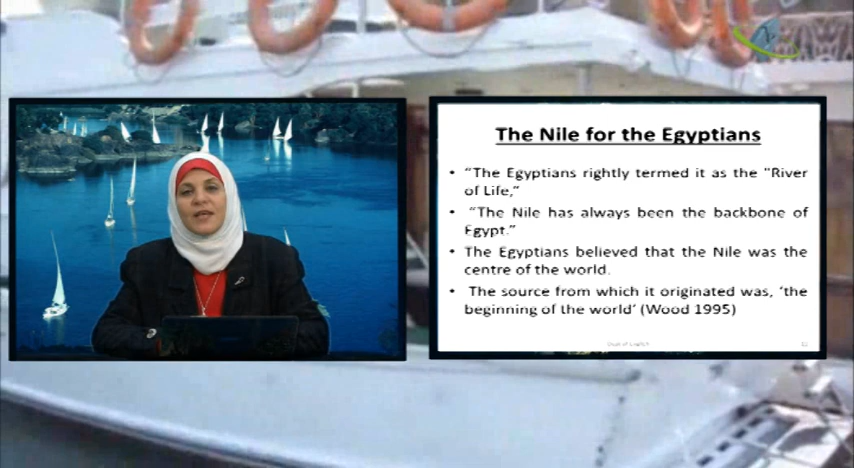 The Nile for the Egyptians
• “The Egyptians rightly termed it as the "River
of Life,”
• “The Nile has always been the backbone of
Egypt.”
• The Egyptians believed that the Nile was the
centre of the world.
• The source from which it originated was, ‘the
beginning of the world’ (Wood 1995)